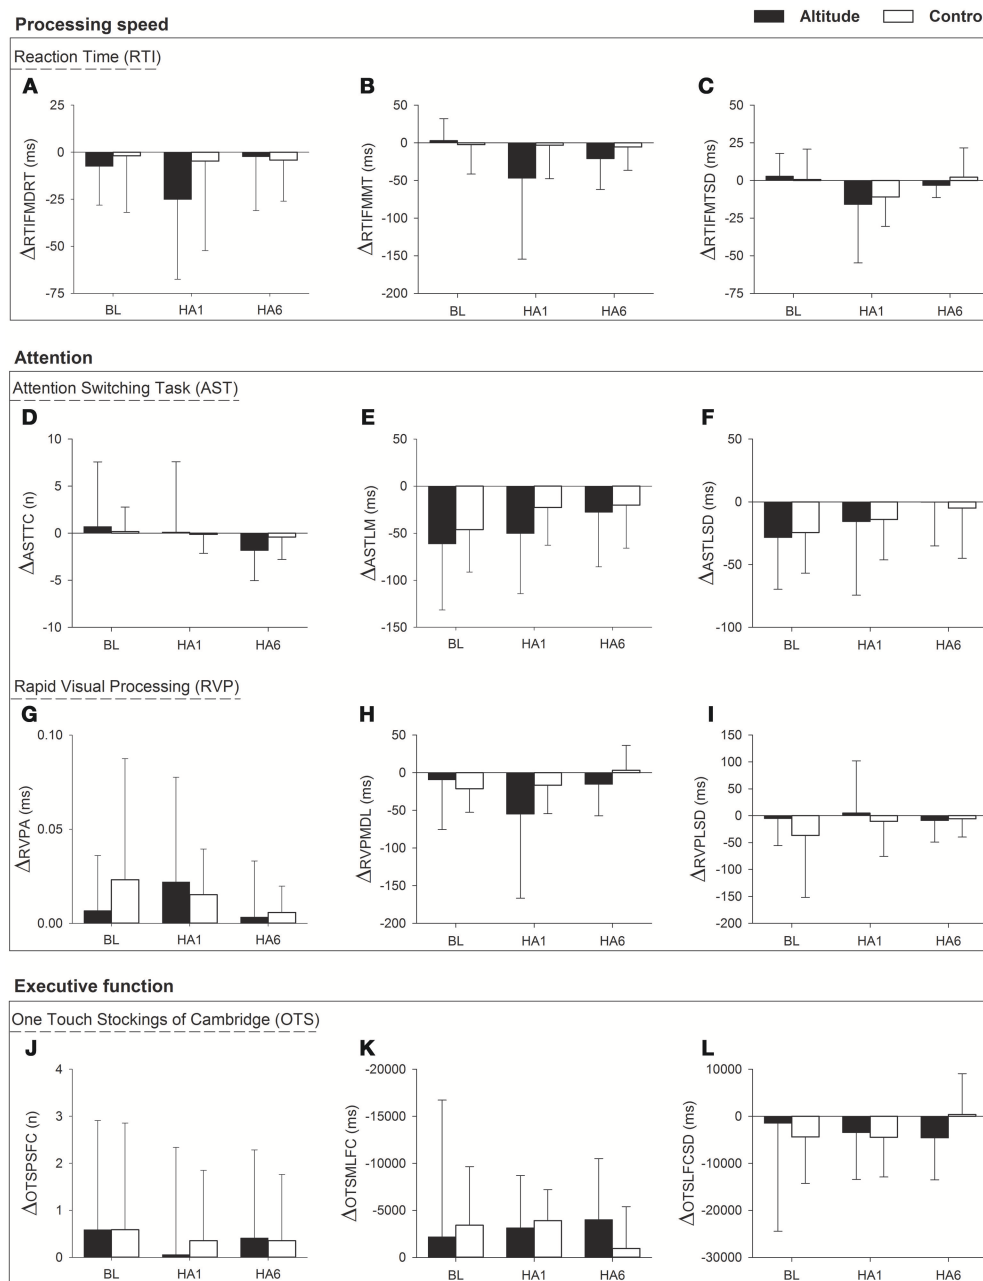 Altitude Contro
Processing speed
Reaction Time (RTI)
A B C
25 50 50
0 0 25
-25 -50 0
-50 -100 -25
-75 -150 -50
-200 -75
ΔRTIFMDRT (ms) ΔRTIFMMT (ms) ΔRTIFMTSD (ms)
BL HA1 HA6 BL HA1 HA6 BL HA1 HA6
Attention
Attention Switching Task (AST)
D E F
10 50 50
5 0 0
0 -50 -50
-5 -100 -100
-10 -150
ΔASTTC (n) ΔASTLM (ms) ΔASTLSD (ms)
BL HA1 HA6 BL HA1 HA6 BL HA1 HA6
Rapid Visual Processing (RVP)
G H I
0.10 50 150
0.05 0 100
0.00 -50 50
-100 0
-150 -50
-200 -100
-150
-200
ΔRVPA (ms) ΔRVPMDL (ms) ΔRVPLSD (ms)
BL HA1 HA6 BL HA1 HA6 BL HA1 HA6
Executive function
One Touch Stockings of Cambridge (OTS)
J K L
4 -20000 10000
3 -15000 0
2 -10000 -10000
1 -5000 -20000
0 0 -30000
ΔOTSPSFC (n) ΔOTSMLFC (ms) ΔOTSLFCSD (ms)
BL HA1 HA6 BL HA1 HA6 BL HA1 HA6